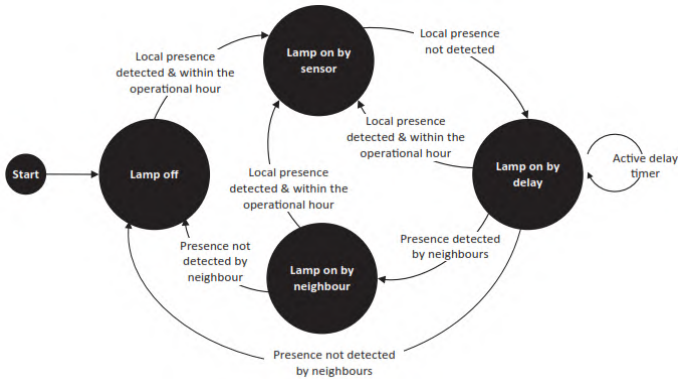 Lamp on by
sensor
Local presence
not detected
Local presence
detected & within the
operational hour
Local presence
detected & within the
operational hour
Start
Lamp off
Lamp on by
delay
Active delay
timer
Local presence
detected & within the
operational hour
Presence not
detected by
neighbour
Lamp on by
neighbour
Presence detected
by neighbours
Presence not detected
by neighbours